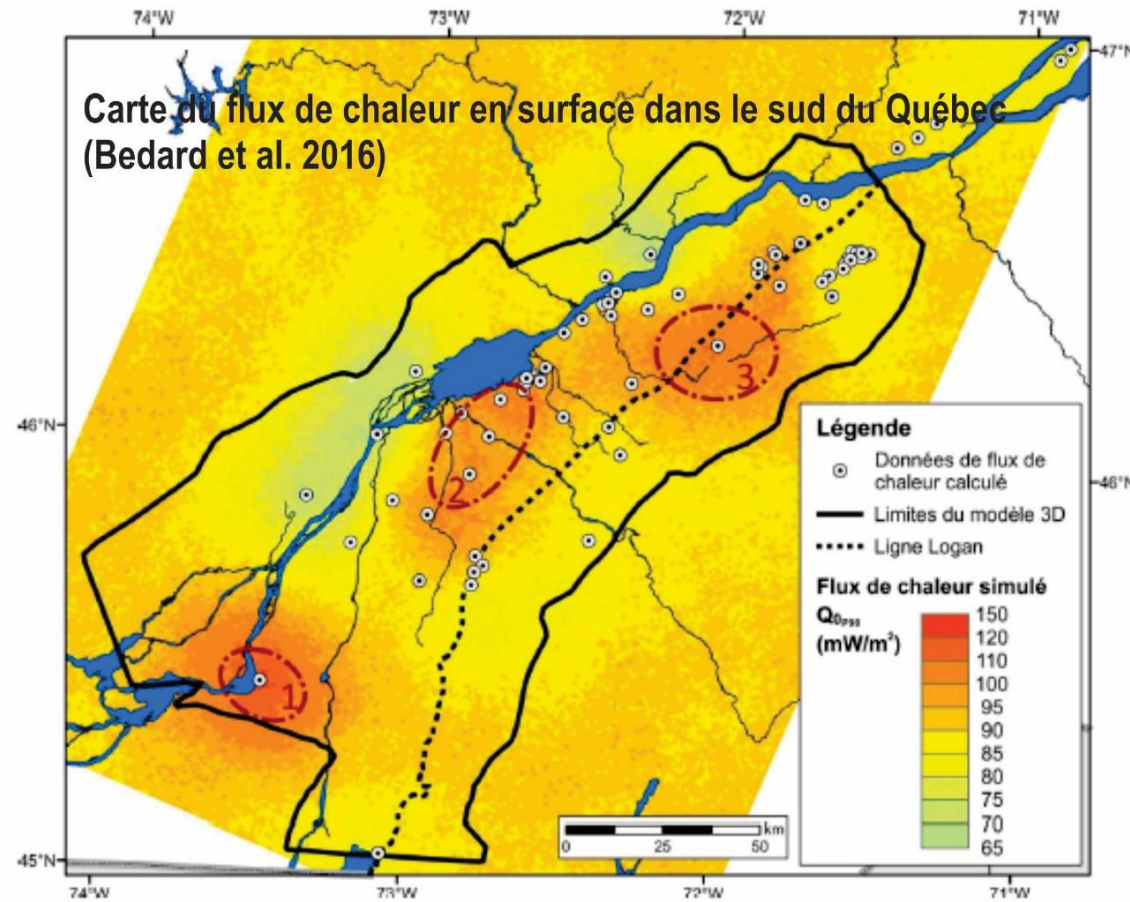 74°W 73°W 72°W 71°W
47°N
Carte du flux de chaleur en surface dans le sud du Québec
(Bedard et al. 2016)
3
46°N
2
1
Légende
Données de flux de
chaleur calculé
46°N
Limites du modèle 3D
Ligne Logan
Flux de chaleur simulé
Q₀P90
(mW/m²)
150
120
110
100
95
90
85
80
75
70
65
km
0 25 50
45°N
74°W 73°W 72°W 71°W